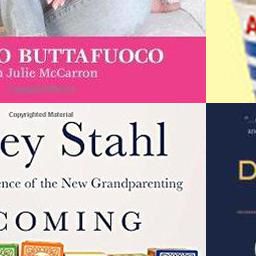 O BUTTAFUOCO
Julie McCarron
Copyrighted Material
ey Stahl
ence of the New Grandparenting
COMING
A
D